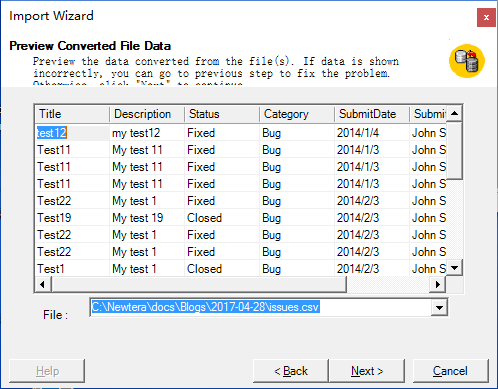 Import Wizard
Preview Converted File Data
Preview the data converted from the file(s). If data is shown
incorrectly, you can go to previous step to fix the problem.
Otherwise, click "Next" to continue
Title Description Status Category SubmitDate Submit
test12 my test12 Fixed Bug 2014/1/4 John S
Test11 My test 11 Fixed Bug 2014/1/3 John S
Test11 My test 11 Fixed Bug 2014/1/3 John S
Test11 My test 11 Fixed Bug 2014/1/3 John S
Test22 My test 1 Fixed Bug 2014/2/3 John S
Test19 My test 19 Closed Bug 2014/2/3 John S
Test22 My test 1 Fixed Bug 2014/2/3 John S
Test22 My test 1 Fixed Bug 2014/2/3 John S
Test1 My test 1 Closed Bug 2014/2/3 John S
File : C:\Newtera\docs\Blogs\2017-04-28\issues.csv
Help < Back Next > Cancel